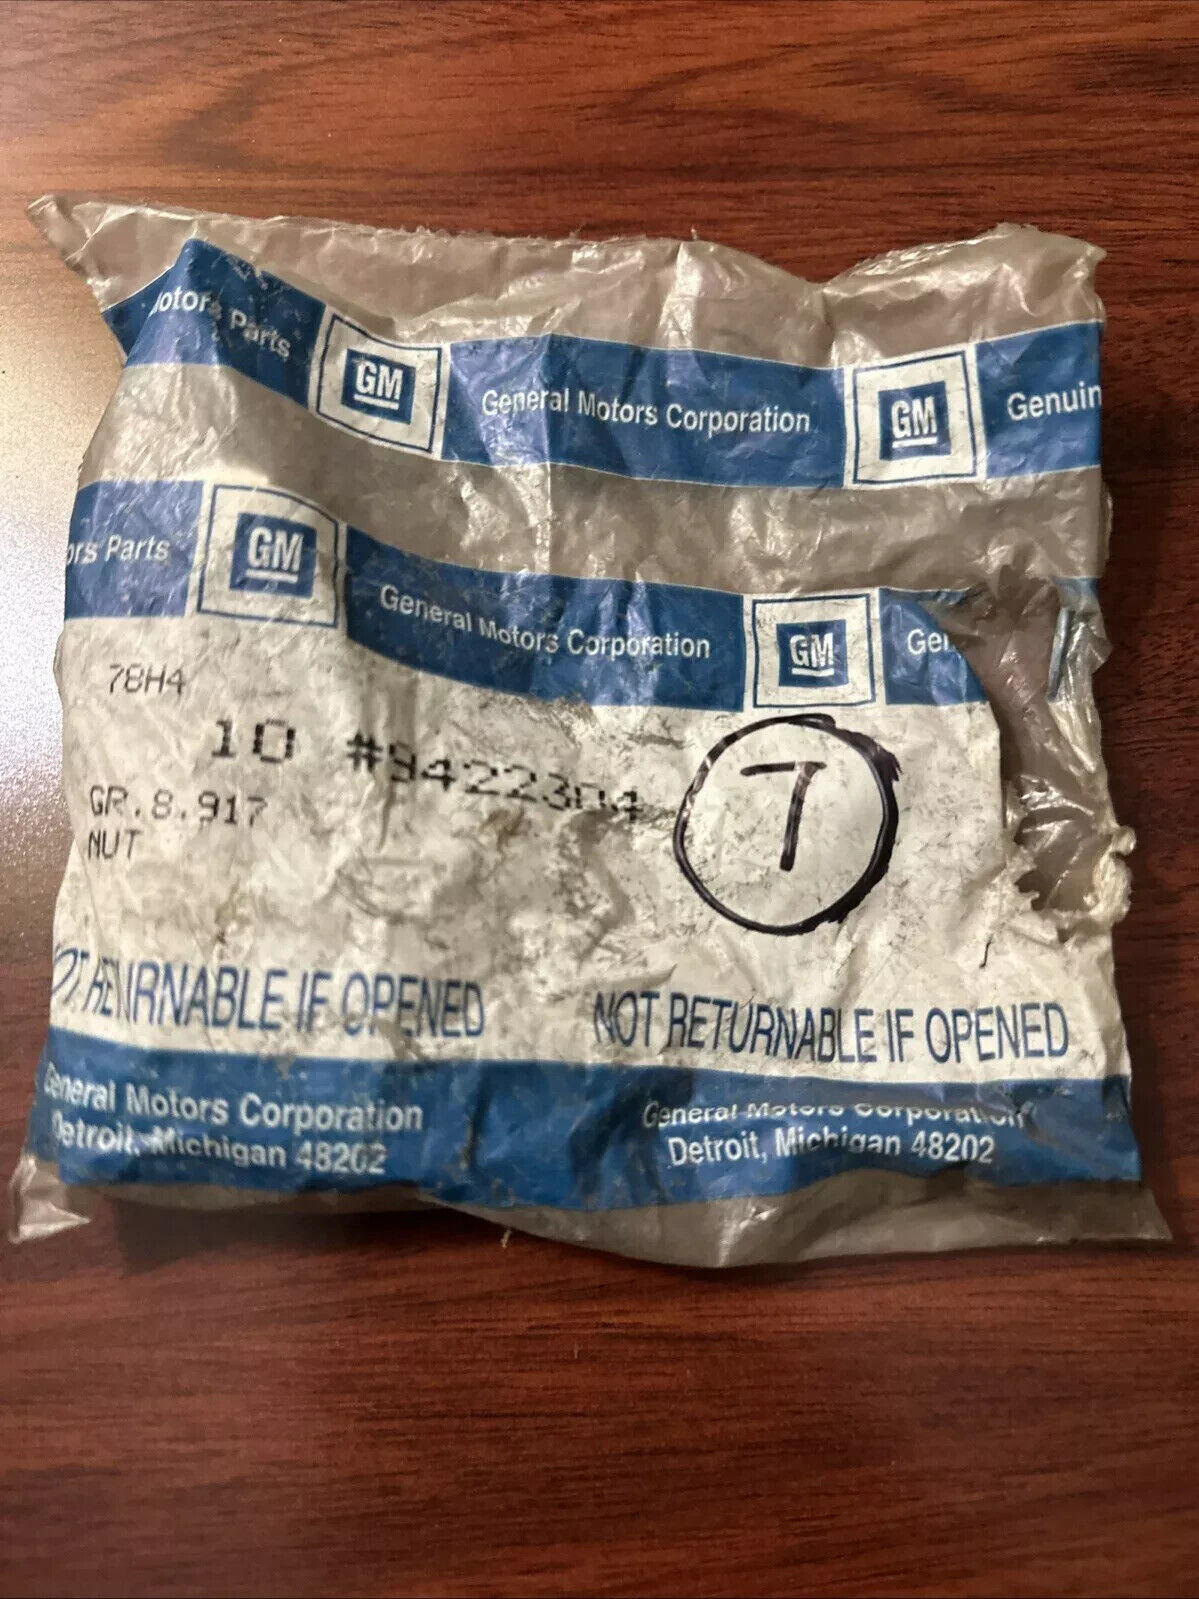 otors Parts GM General Motors Corporation GM Genuin
ors Parts GM General Motors Corporation GM Gen
78H4
10 #9422304
GR.8.917
NUT
7
NOT RETURNABLE IF OPENED NOT RETURNABLE IF OPENED
General Motors Corporation General Motors Corporation
Detroit, Michigan 48202 Detroit, Michigan 48202